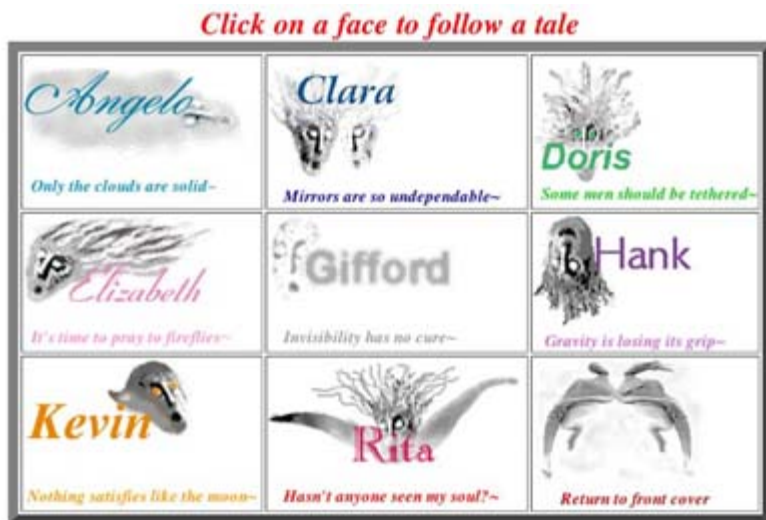 Click on a face to follow a tale
Angelo
Only the clouds are solid~
Clara
Mirrors are so undependable~
Doris
Some men should be tethered~
Elizabeth
It's time to pray to fireflies~
Gifford
Invisibility has no cure~
Hank
Gravity is losing its grip~
Kevin
Nothing satisfies like the moon~
Rita
Hasn't anyone seen my soul?~
Return to front cover